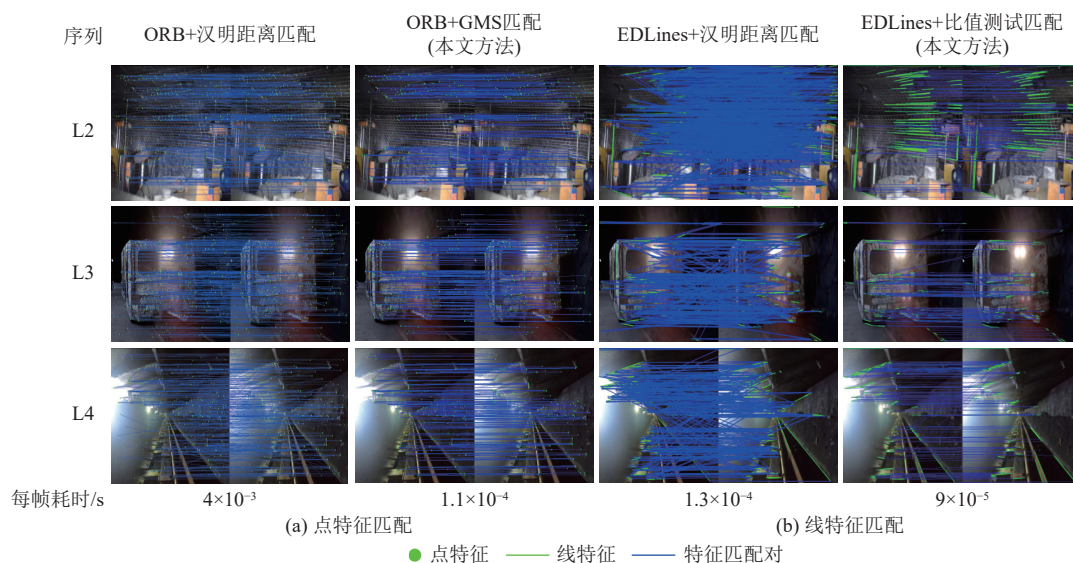 序列
ORB+汉明距离匹配
ORB+GMS匹配
(本文方法)
EDLines+汉明距离匹配
EDLines+比值测试匹配
(本文方法)
L2
L3
L4
每帧耗时/s
4×10⁻³
1.1×10⁻⁴
1.3×10⁻⁴
9×10⁻⁵
(a) 点特征匹配
(b) 线特征匹配
点特征
线特征
特征匹配对